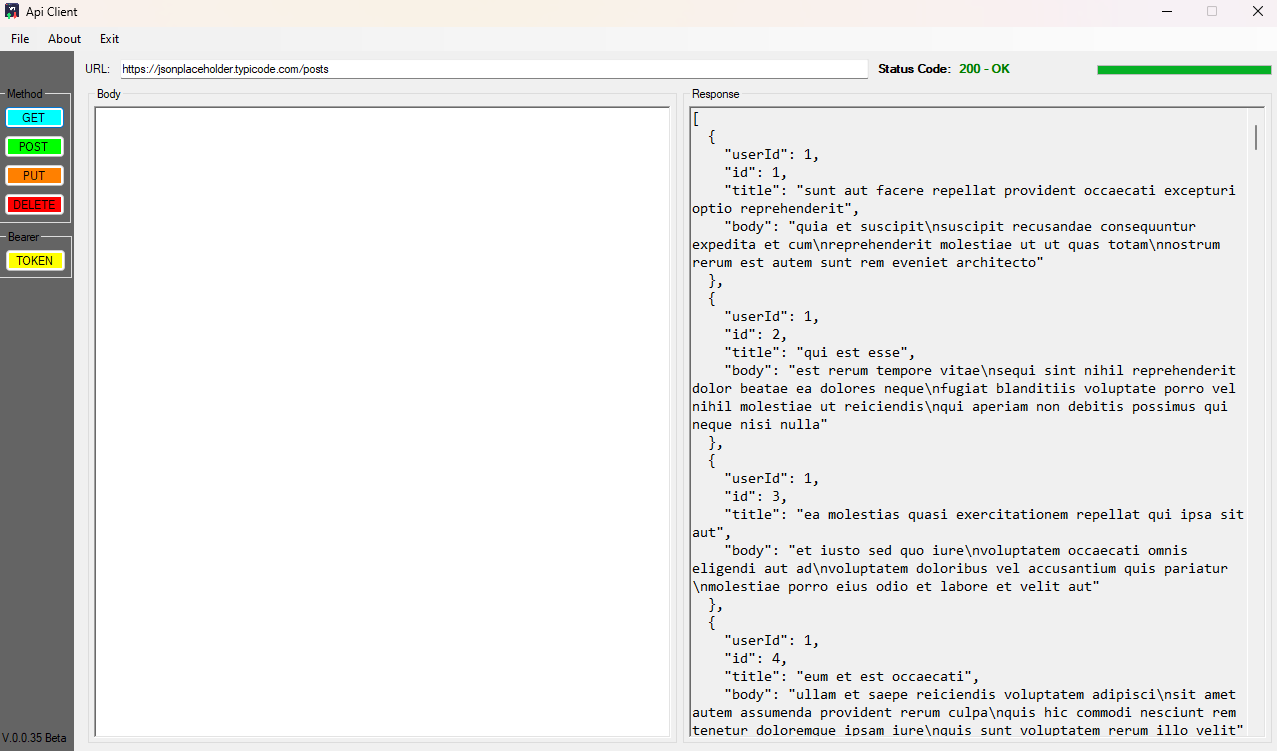 Api Client
File About Exit
URL: https://jsonplaceholder.typicode.com/posts Status Code: 200 - OK
Method
GET
POST
PUT
DELETE
Bearer
TOKEN
V.0.0.35 Beta
Body
Response
[
  {
    "userId": 1,
    "id": 1,
    "title": "sunt aut facere repellat provident occaecati excepturi
optio reprehenderit",
    "body": "quia et suscipit\nsuscipit recusandae consequuntur
expedita et cum\nreprehenderit molestiae ut ut quas totam\nnostrum
rerum est autem sunt rem eveniet architecto"
  },
  {
    "userId": 1,
    "id": 2,
    "title": "qui est esse",
    "body": "est rerum tempore vitae\nsequi sint nihil reprehenderit
dolor beatae ea dolores neque\nfugiat blanditiis voluptate porro vel
nihil molestiae ut reiciendis\nqui aperiam non debitis possimus qui
neque nisi nulla"
  },
  {
    "userId": 1,
    "id": 3,
    "title": "ea molestias quasi exercitationem repellat qui ipsa sit
aut",
    "body": "et iusto sed quo iure\nvoluptatem occaecati omnis
eligendi aut ad\nvoluptatem doloribus vel accusantium quis pariatur
\nmolestiae porro eius odio et labore et velit aut"
  },
  {
    "userId": 1,
    "id": 4,
    "title": "eum et est occaecati",
    "body": "ullam et saepe reiciendis voluptatem adipisci\nsit amet
autem assumenda provident rerum culpa\nquis hic commodi nesciunt rem
tenetur doloremque ipsam iure\nquis sunt voluptatem rerum illo velit"